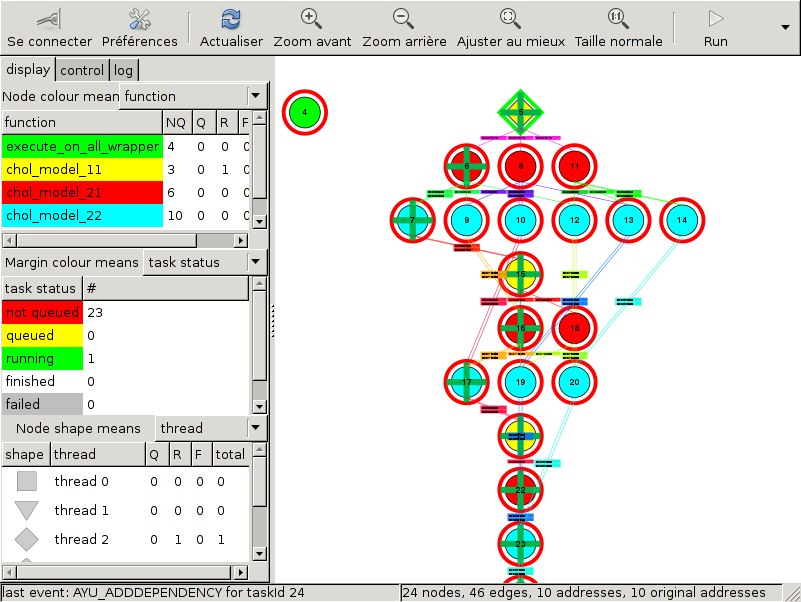 Se connecter Préférences Actualiser Zoom avant Zoom arrière Ajuster au mieux Taille normale Run
display control log
Node colour mean function
function NQ Q R F
execute_on_all_wrapper 4 0 0 0
chol_model_11 3 0 1 0
chol_model_21 6 0 0 0
chol_model_22 10 0 0 0
Margin colour means task status
task status #
not queued 23
queued 0
running 1
finished 0
failed 0
Node shape means thread
shape thread Q R F total
thread 0 0 0 0 0
thread 1 0 0 0 0
thread 2 0 1 0 1
4 5
6 8 11
7 9 10 12 13 14
15
16 18
17 19 20
22
23
last event: AYU_ADDDEPENDENCY for taskId 24
24 nodes, 46 edges, 10 addresses, 10 original addresses